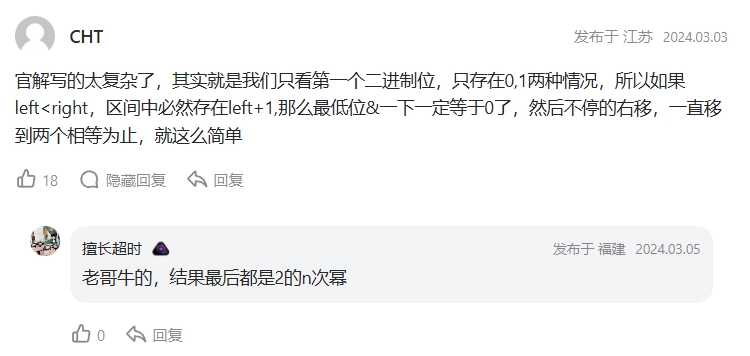 CHT
发布于 江苏 2024.03.03
官解写的太复杂了，其实就是我们只看第一个二进制位，只存在0,1两种情况，所以如果
left<right，区间中必然存在left+1,那么最低位&一下一定等于0了，然后不停的右移，一直移
到两个相等为止，就这么简单
18 隐藏回复 回复
擅长超时 发布于 福建 2024.03.05
老哥牛的，结果最后都是2的n次幂
0 回复